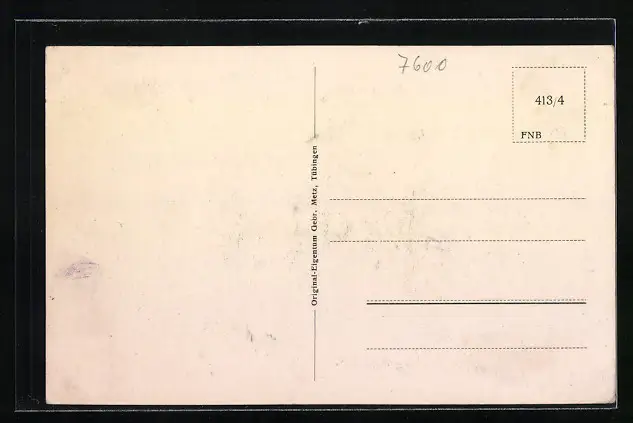 7600
413/4
FNB
Original-Eigentum Gebr. Metz, Tübingen